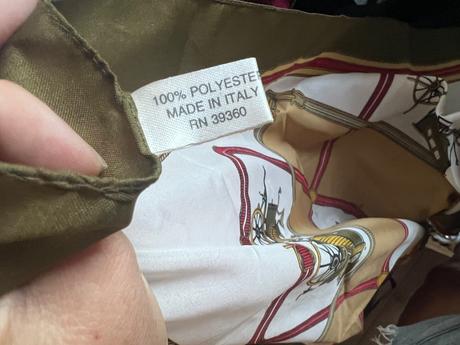 100% POLYESTER
MADE IN ITALY
RN 39360